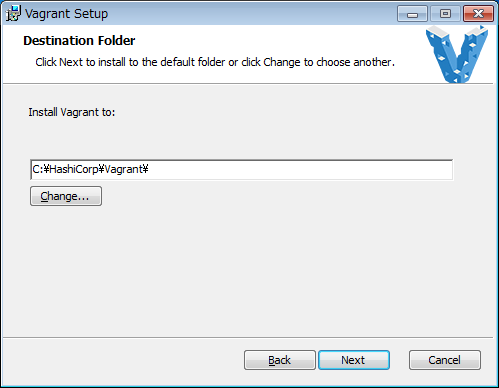 Vagrant Setup
Destination Folder
Click Next to install to the default folder or click Change to choose another.
Install Vagrant to:
C:¥HashiCorp¥Vagrant¥
Change...
Back Next Cancel